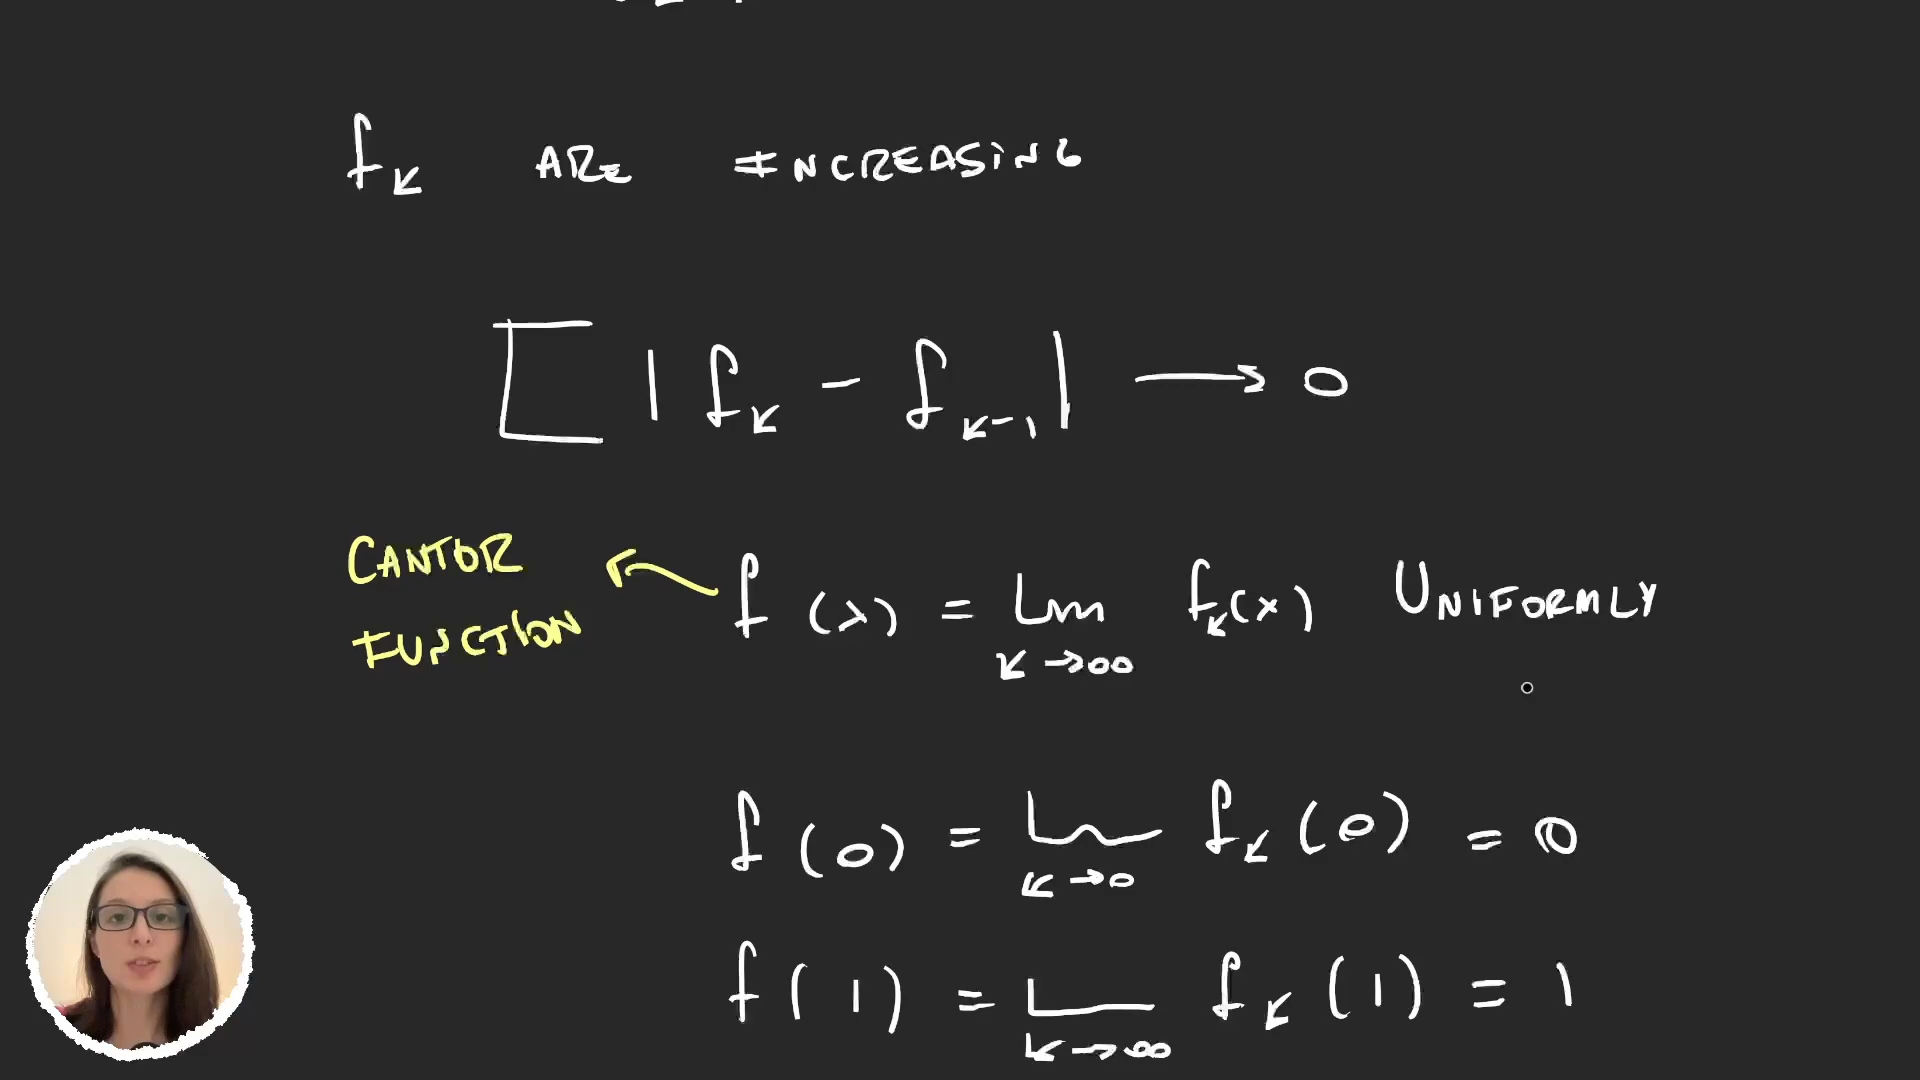 f_k ARE INCREASING
[ |f_k - f_{k-1}| → 0
CANTOR FUNCTION ← f(x) = Lim_{k→∞} f_k(x) UNIFORMLY
f(0) = Lim_{k→0} f_k(0) = 0
f(1) = Lim_{k→∞} f_k(1) = 1